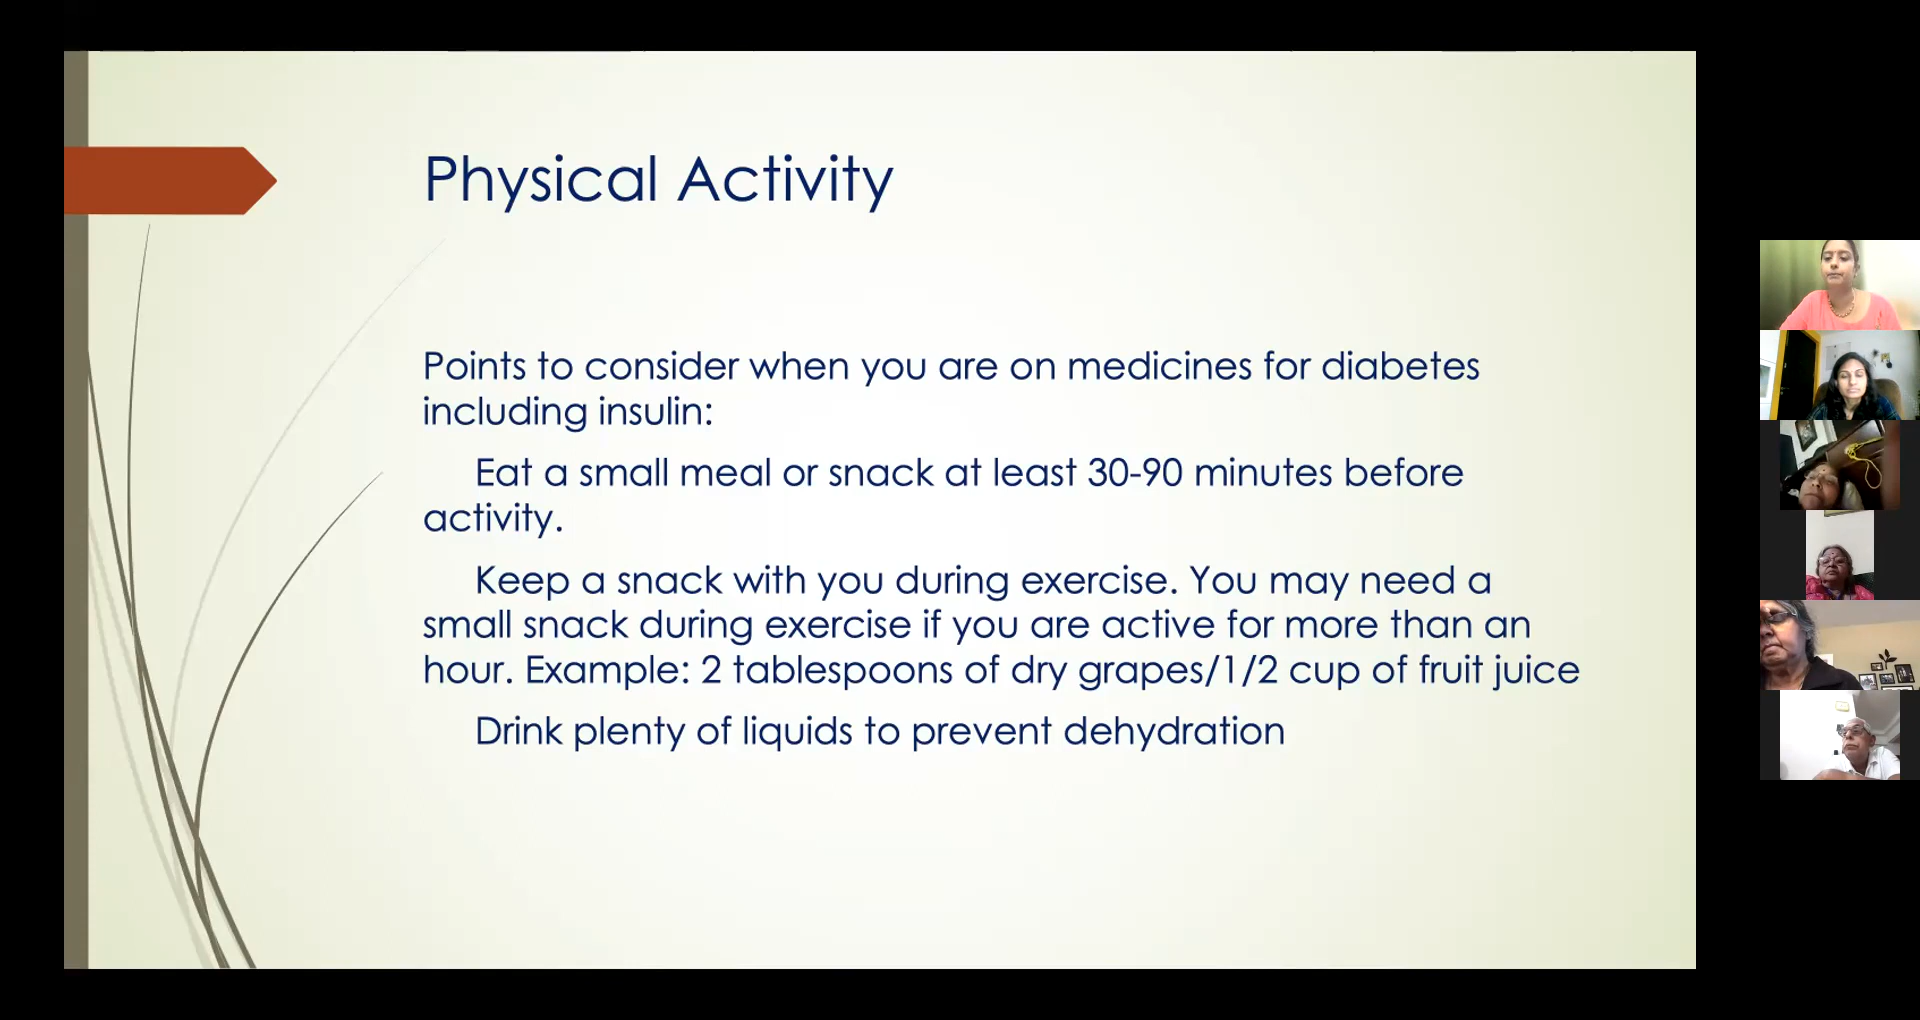 Physical Activity
Points to consider when you are on medicines for diabetes
including insulin:
Eat a small meal or snack at least 30-90 minutes before
activity.
Keep a snack with you during exercise. You may need a
small snack during exercise if you are active for more than an
hour. Example: 2 tablespoons of dry grapes/1/2 cup of fruit juice
Drink plenty of liquids to prevent dehydration